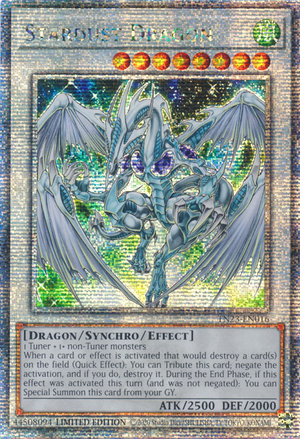 STARDUST DRAGON
[DRAGON/SYNCHRO/EFFECT]
1 Tuner + 1+ non-Tuner monsters
When a card or effect is activated that would destroy a card(s)
on the field (Quick Effect): You can Tribute this card; negate
the activation, and if you do, destroy it. During the End Phase, if this
effect was activated this turn (and was not negated): You can
Special Summon this card from your GY.
ATK/2500 DEF/2000
44508094 LIMITED EDITION